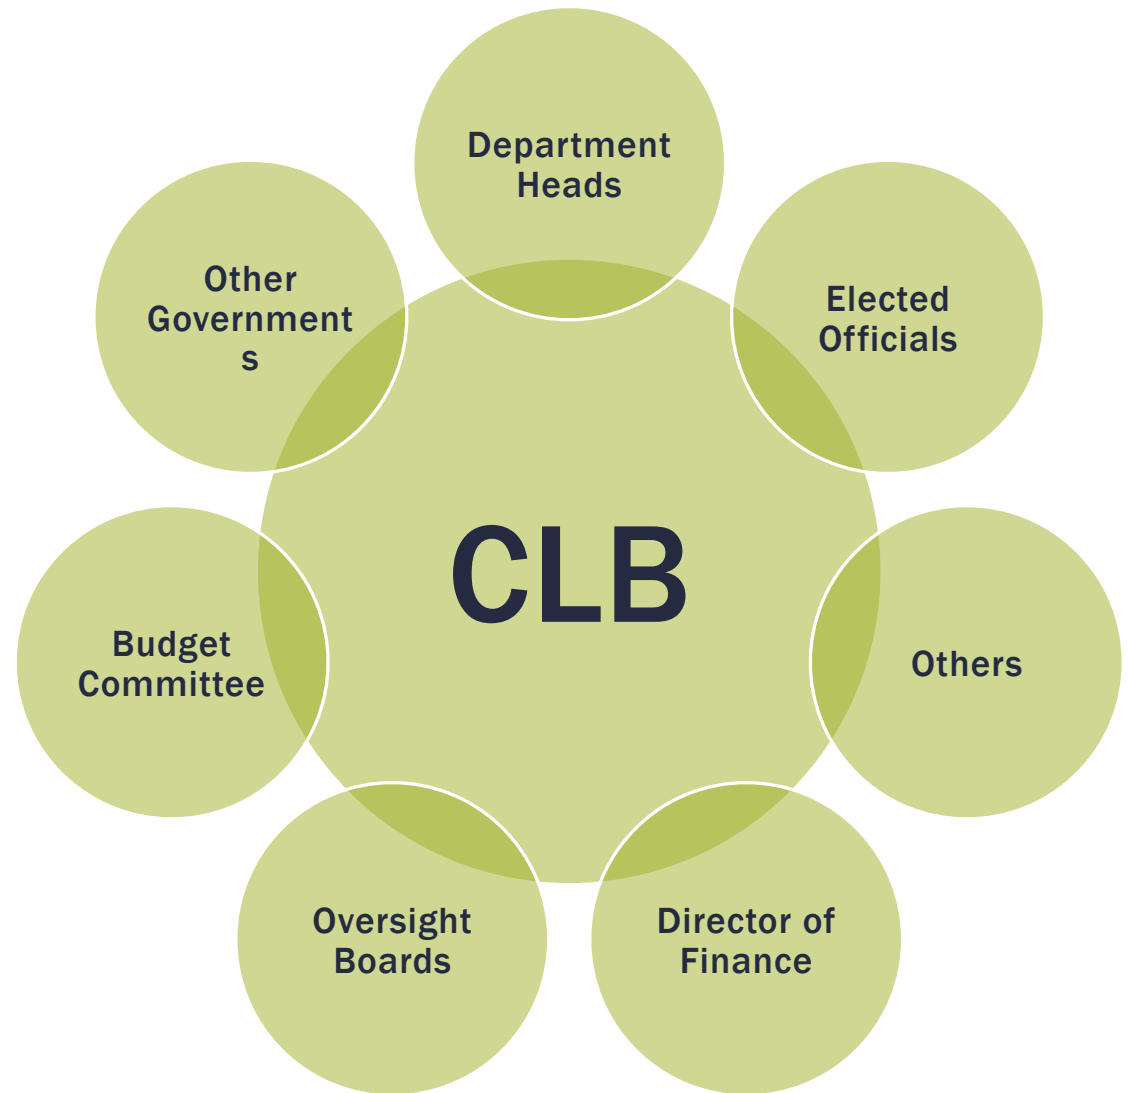 Department
Heads
Elected
Officials
Others
Director of
Finance
Oversight
Boards
Budget
Committee
Other
Government
s
CLB